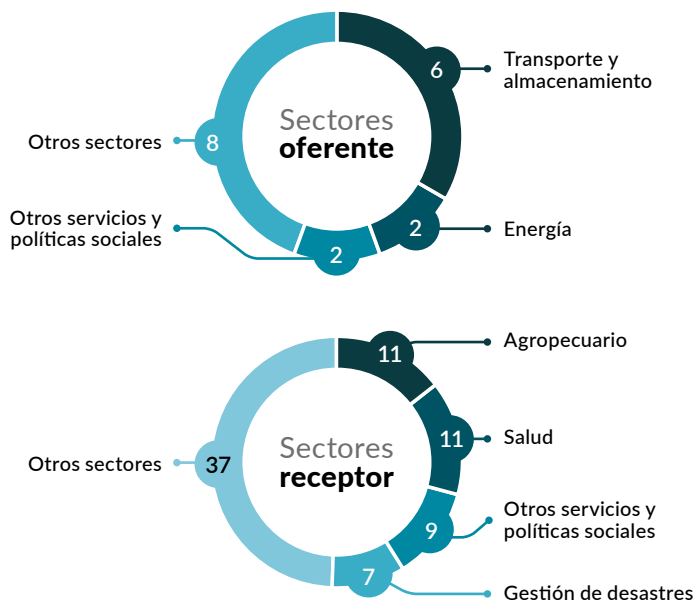 Sectores
oferente
6
Transporte y
almacenamiento
2
Energía
2
Otros servicios y
políticas sociales
8
Otros sectores
Sectores
receptor
11
Agropecuario
11
Salud
9
Otros servicios y
políticas sociales
7
Gestión de desastres
37
Otros sectores